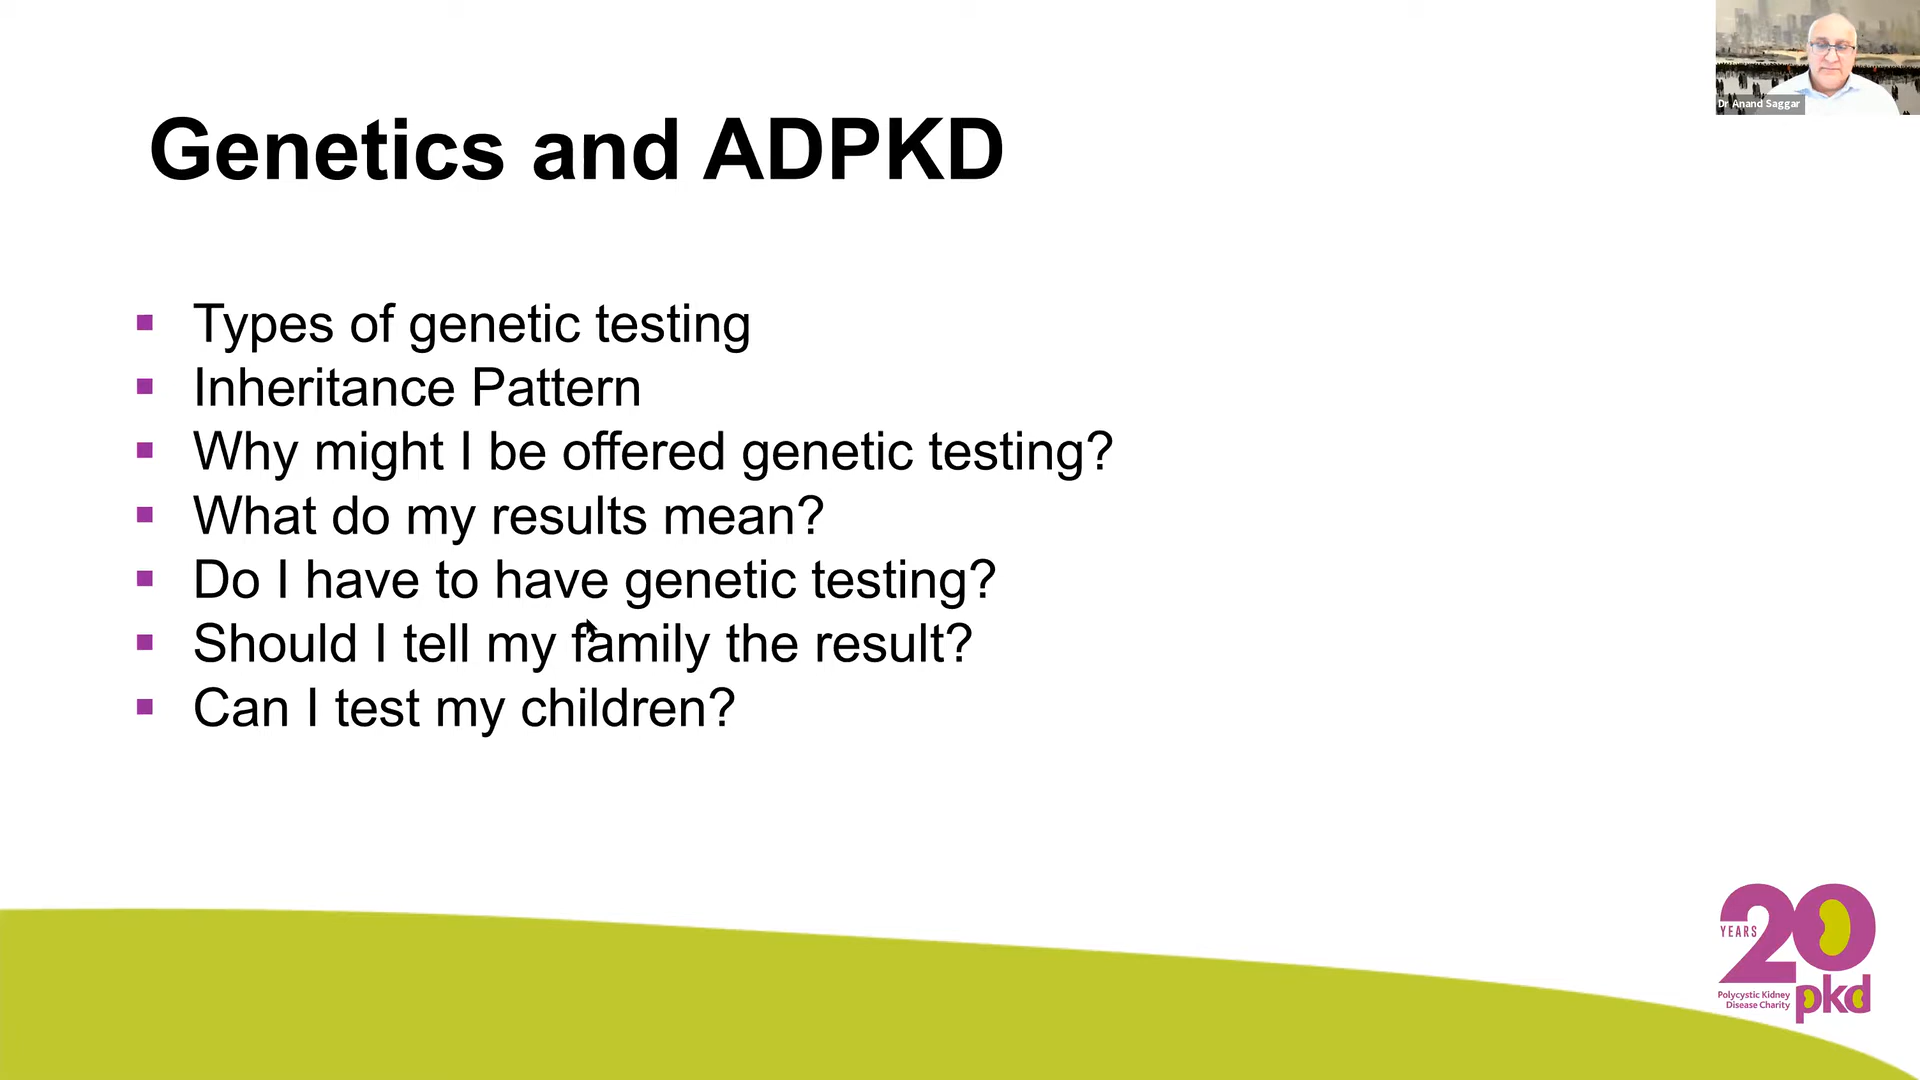 Dr Anand Saggar
Genetics and ADPKD
Types of genetic testing
Inheritance Pattern
Why might I be offered genetic testing?
What do my results mean?
Do I have to have genetic testing?
Should I tell my family the result?
Can I test my children?
20
YEARS
Polycystic Kidney
Disease Charity
pkd